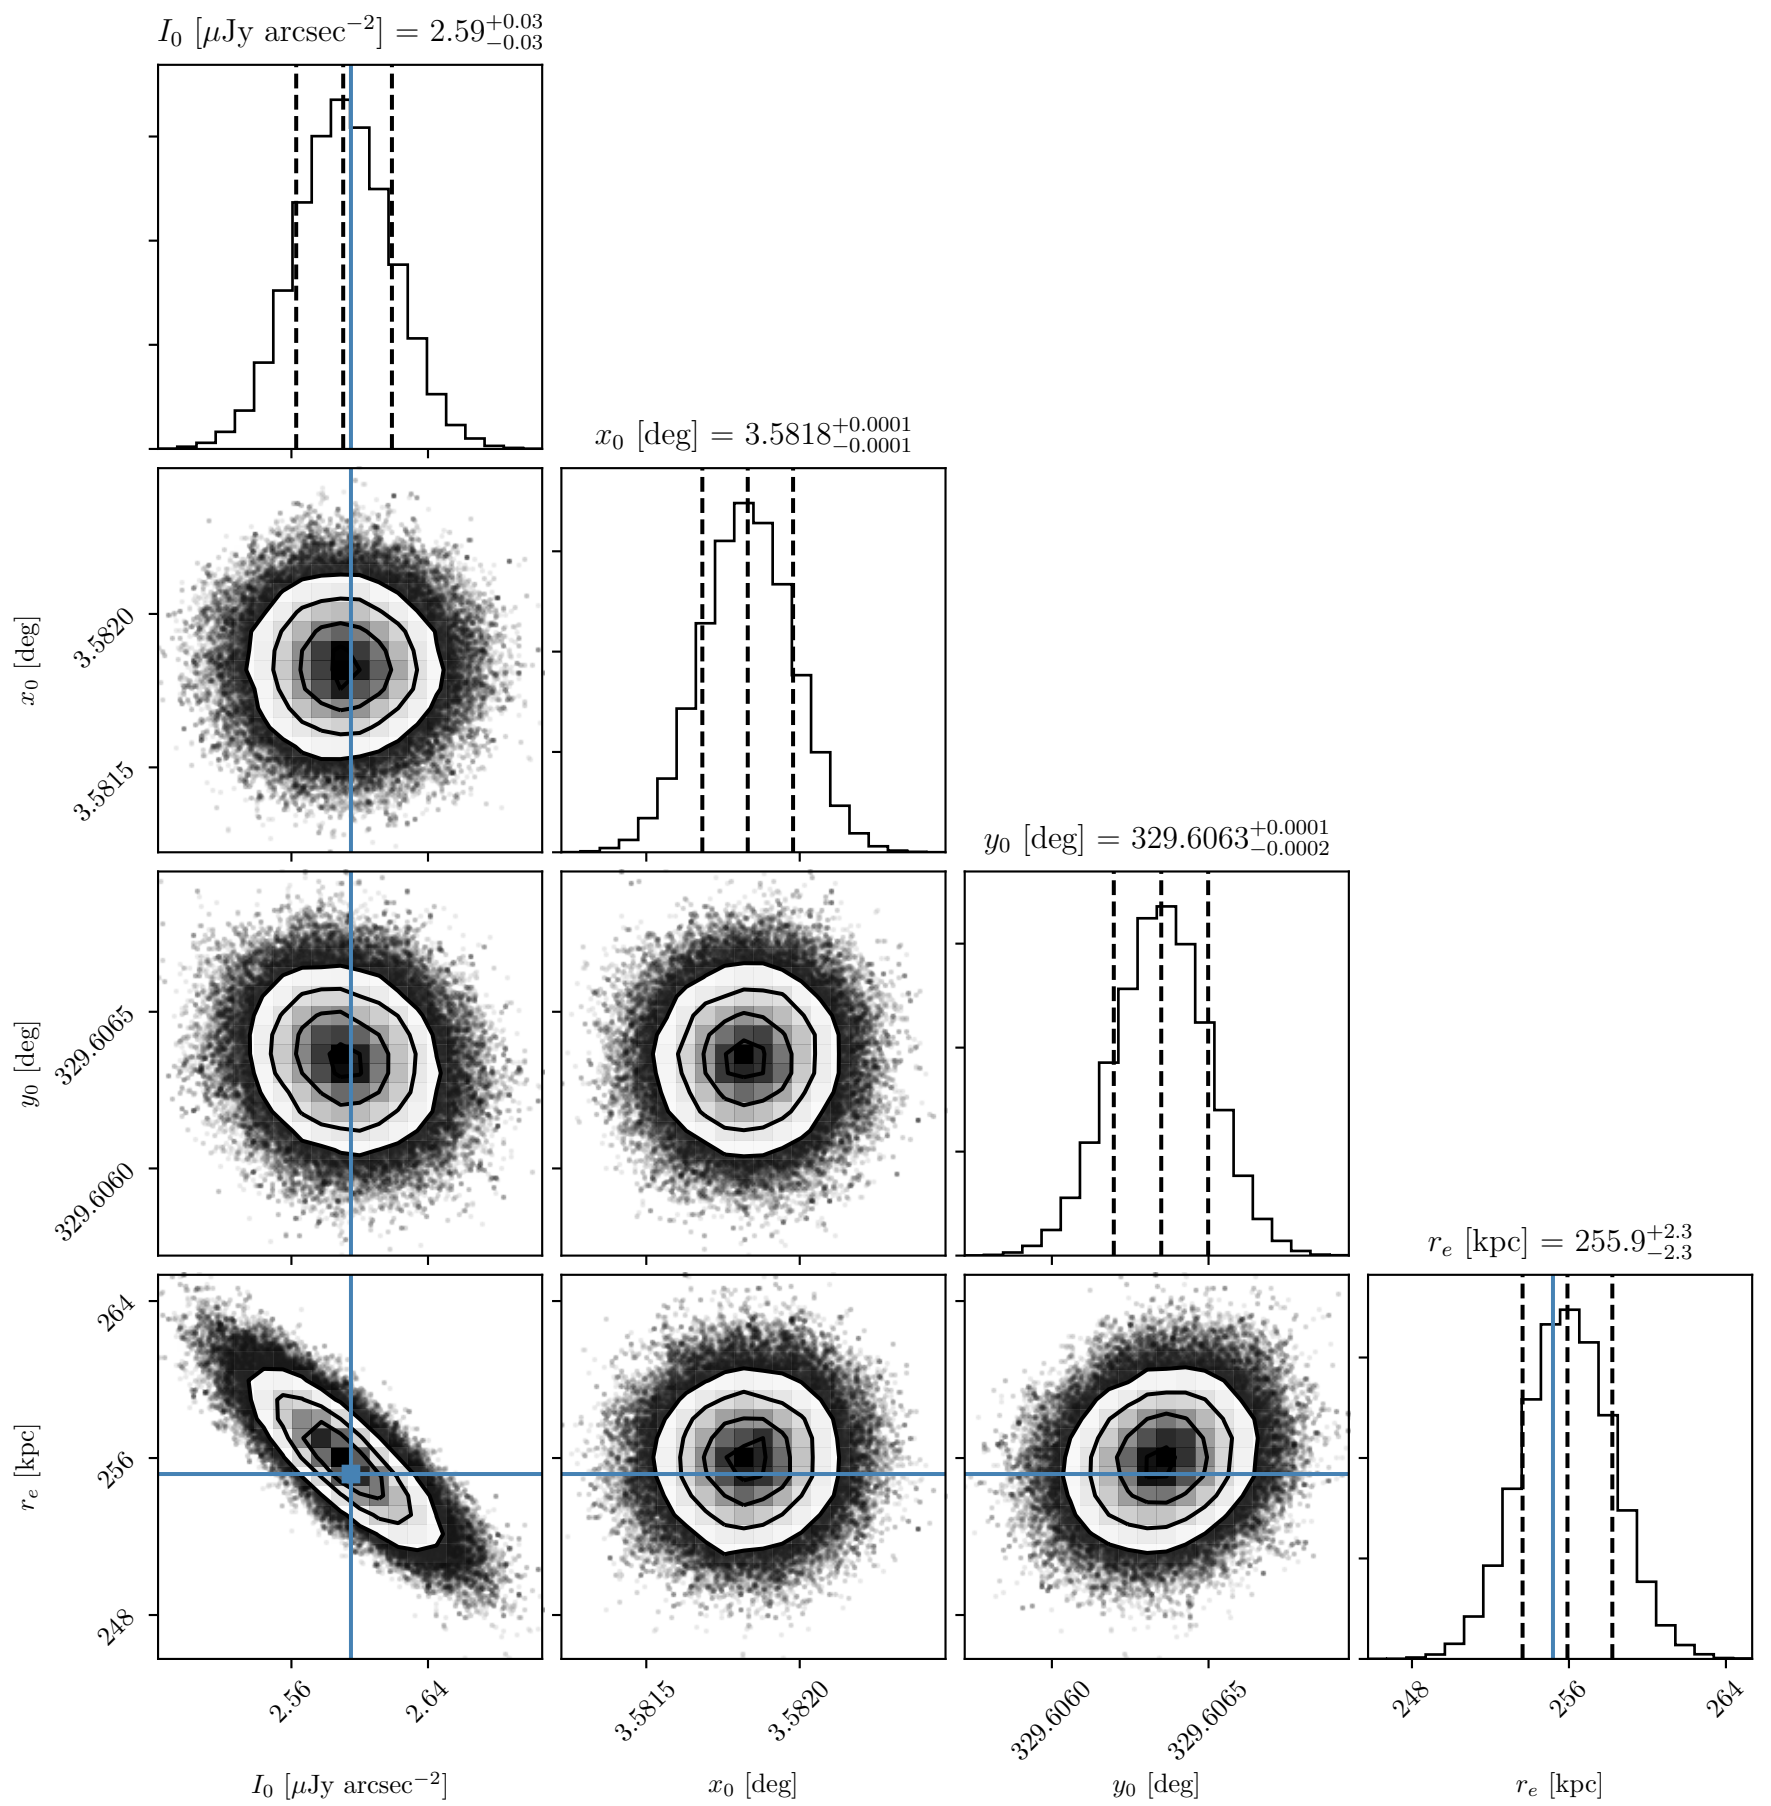 I₀ [μJy arcsec⁻²] = 2.59⁺⁰·⁰³₋₀.₀₃
x₀ [deg] = 3.5818⁺⁰·⁰⁰⁰¹₋₀.₀₀₀₁
3.5820
3.5815
x₀ [deg]
y₀ [deg] = 329.6063⁺⁰·⁰⁰⁰¹₋₀.₀₀₀₂
329.6065
329.6060
y₀ [deg]
rₑ [kpc] = 255.9⁺²·³₋₂.₃
264
256
248
rₑ [kpc]
2.56 2.64 3.5815 3.5820 329.6060 329.6065 248 256 264
I₀ [μJy arcsec⁻²] x₀ [deg] y₀ [deg] rₑ [kpc]